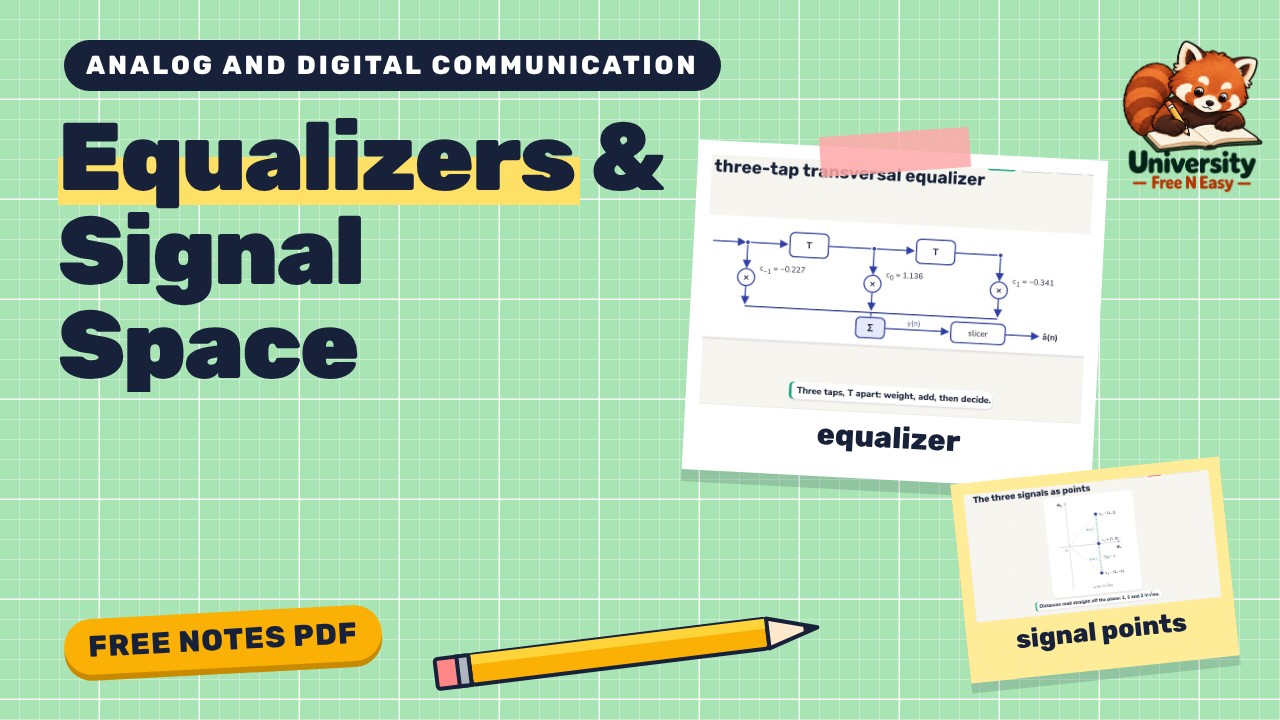 ANALOG AND DIGITAL COMMUNICATION
Equalizers &
Signal
Space
University
Free N Easy
three-tap transversal equalizer
T
T
c₋₁ = −0.227
c₀ = 1.136
c₁ = −0.341
×
×
×
Σ
y(n)
slicer
â(n)
Three taps, T apart: weight, add, then decide.
equalizer
The three signals as points
signal points
FREE NOTES PDF